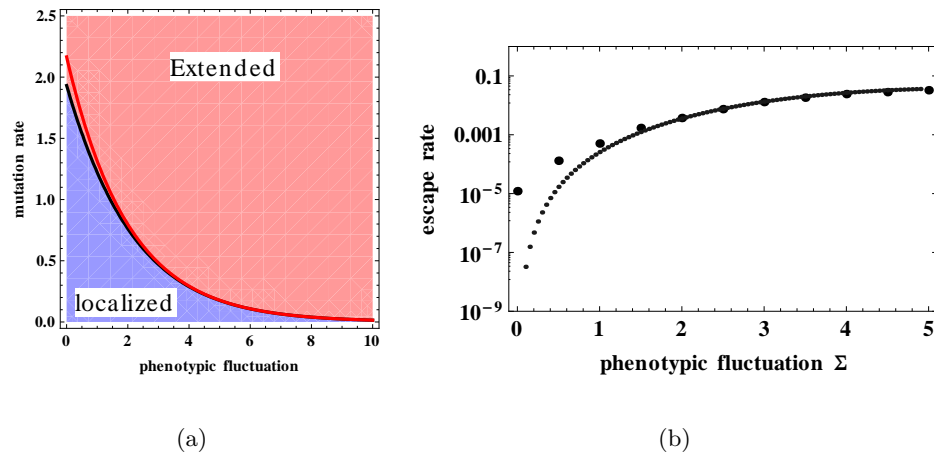 2.5
2.0
1.5
1.0
0.5
0.0
mutation rate
Extended
localized
0 2 4 6 8 10
phenotypic fluctuation
(a)
0.1
0.001
10^-5
10^-7
10^-9
escape rate
0 1 2 3 4 5
phenotypic fluctuation Σ
(b)